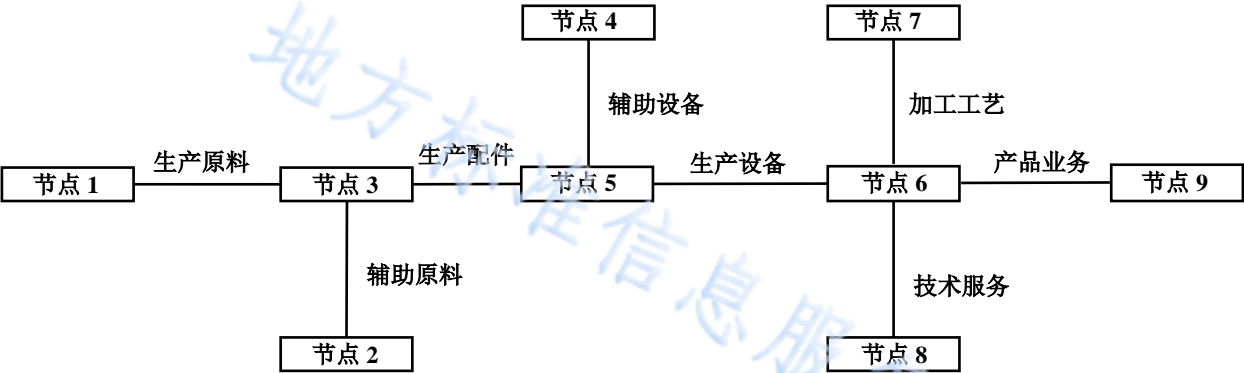 节点 4
节点 7
辅助设备
加工工艺
生产原料
生产配件
生产设备
产品业务
节点 1
节点 3
节点 5
节点 6
节点 9
辅助原料
技术服务
节点 2
节点 8
地方标准信息服